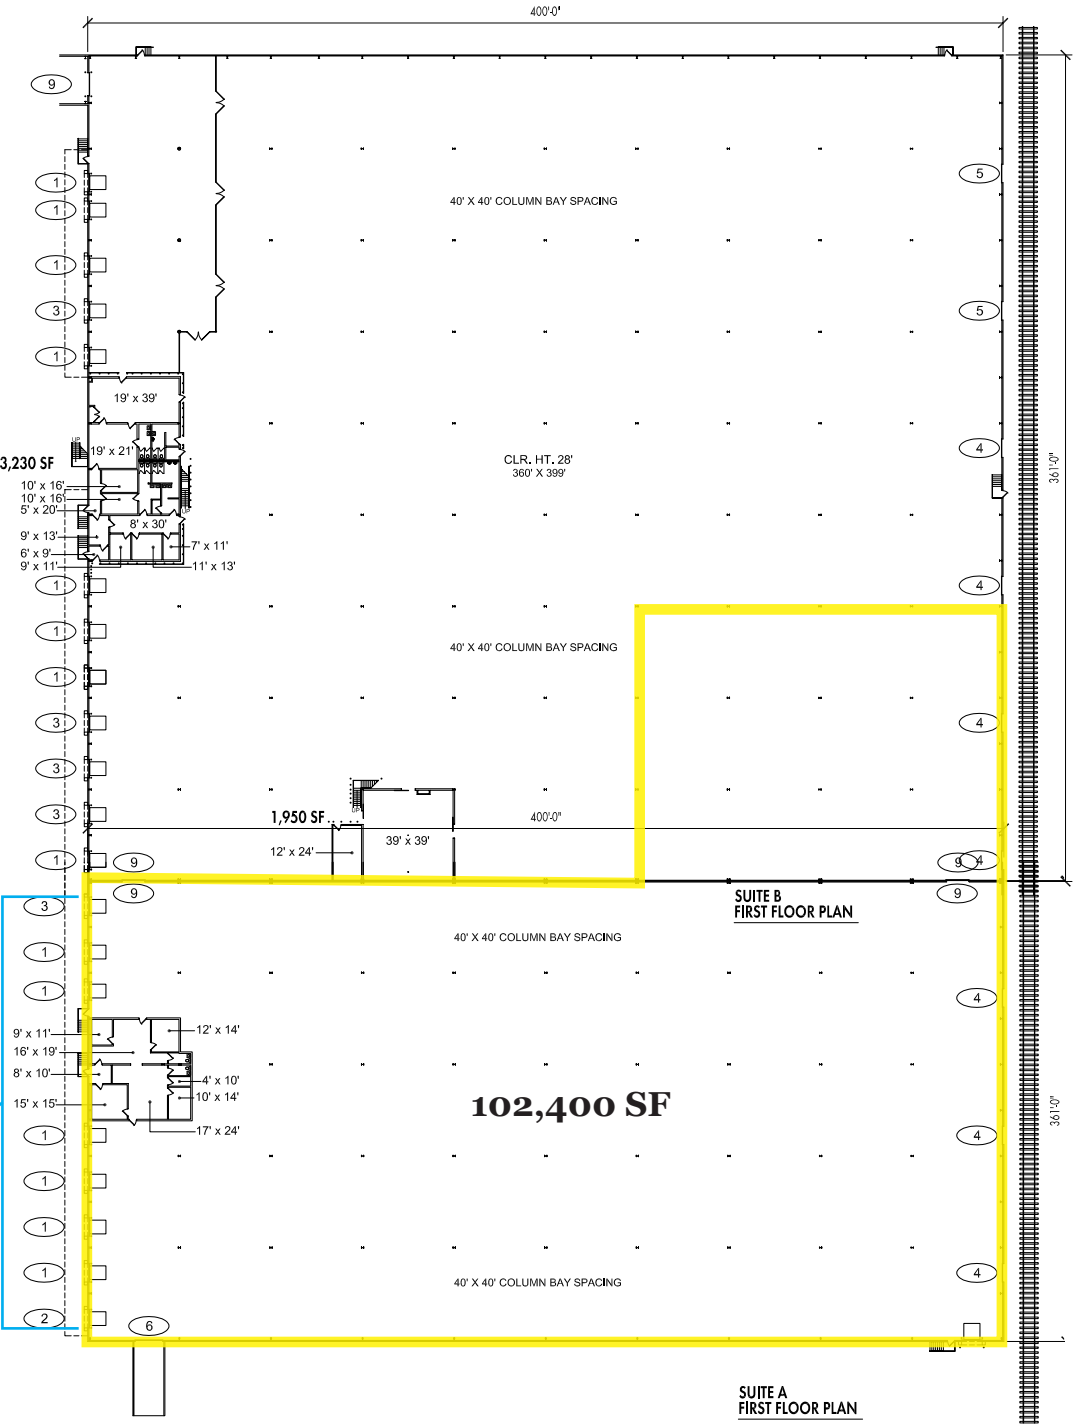 400'-0"
9
1
5
40' X 40' COLUMN BAY SPACING
1
1
3
5
361'-0"
1
19' x 39'
UP
19' x 21'
4
CLR. HT. 28'
360' X 399'
3,230 SF
10' x 16'
10' x 16'
5' x 20'
UP
8' x 30'
9' x 13'
7' x 11'
6' x 9'
9' x 11'
11' x 13'
1
4
1
40' X 40' COLUMN BAY SPACING
1
3
4
3
UP
3
1,950 SF
400'-0"
39' x 39'
12' x 24'
1
9
9
4
9
9
SUITE B
FIRST FLOOR PLAN
3
40' X 40' COLUMN BAY SPACING
1
1
4
9' x 11'
12' x 14'
16' x 19'
8' x 10'
4' x 10'
10' x 14'
15' x 15'
102,400 SF
361'-0"
17' x 24'
1
4
1
1
1
4
40' X 40' COLUMN BAY SPACING
2
6
SUITE A
FIRST FLOOR PLAN